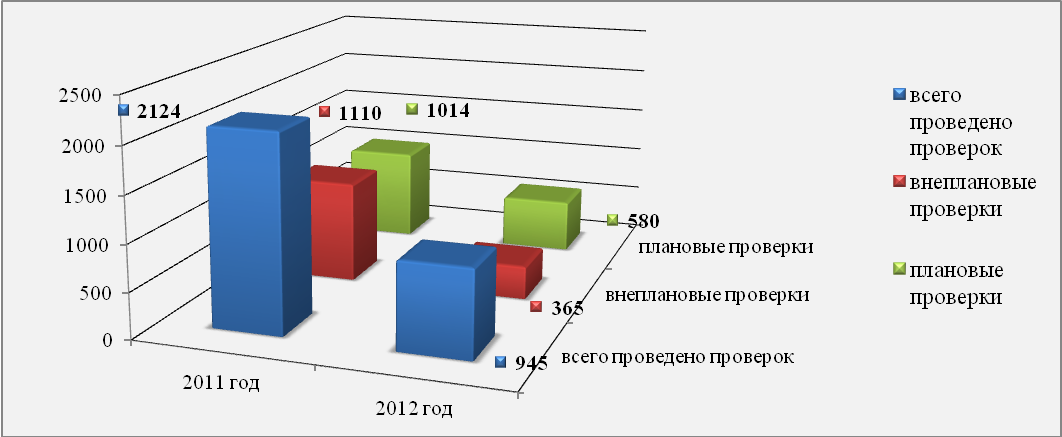 2500
2000
1500
1000
500
0
2124
1110
1014
580
365
945
2011 год
2012 год
плановые проверки
внеплановые проверки
всего проведено проверок
всего
проведено
проверок
внеплановые
проверки
плановые
проверки